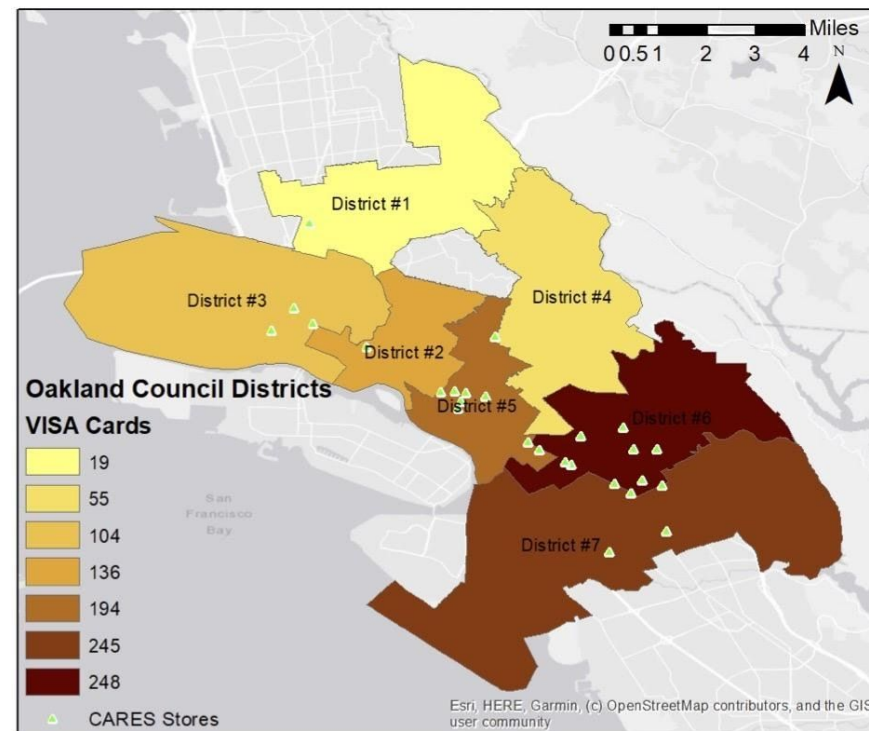 Miles
0 0.5 1 2 3 4
N
District #1
District #3
District #4
District #2
District #5
District #6
District #7
Oakland Council Districts
VISA Cards
19
55
104
136
194
245
248
CARES Stores
San
Francisco
Bay
Esri, HERE, Garmin, (c) OpenStreetMap contributors, and the GIS
user community